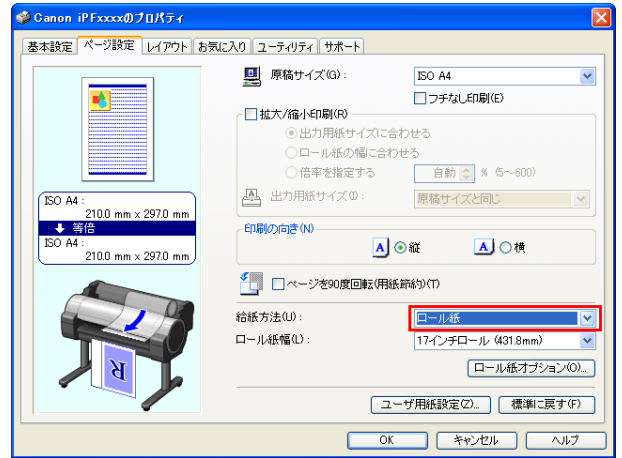 Canon iPFxxxxのプロパティ
基本設定 ページ設定 レイアウト お気に入り ユーティリティ サポート
原稿サイズ(G): ISO A4
フチなし印刷(E)
拡大/縮小印刷(R)
出力用紙サイズに合わせる
ロール紙の幅に合わせる
倍率を指定する 自動 % (5～600)
A 出力用紙サイズ(I): 原稿サイズと同じ
ISO A4 :
210.0 mm x 297.0 mm
等倍
ISO A4 :
210.0 mm x 297.0 mm
印刷の向き(N)
A 縦 A 横
ページを90度回転(用紙節約)(T)
給紙方法(U): ロール紙
ロール紙幅(L): 17インチロール (431.8mm)
ロール紙オプション(O)...
R
ユーザ用紙設定(Z)... 標準に戻す(F)
OK キャンセル ヘルプ